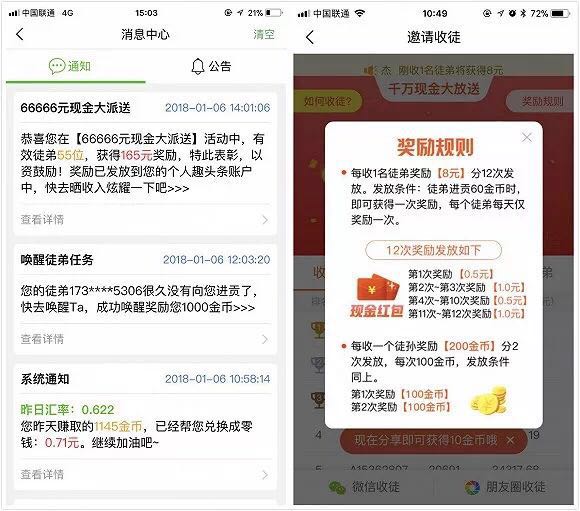 中国联通 4G
15:03
21%
消息中心
清空
通知
公告
66666元现金大派送
2018-01-06 14:01:06
恭喜您在【66666元现金大派送】活动中，有
效徒弟55位，获得165元奖励，特此表彰，以
资鼓励！奖励已发放到您的个人趣头条账户
中，快去晒收入炫耀一下吧>>>
查看详情
唤醒徒弟任务
2018-01-06 12:03:20
您的徒弟173****5306很久没有向您进贡了，
快去唤醒Ta，成功唤醒奖励您1000金币>>>
查看详情
系统通知
2018-01-06 10:58:14
昨日汇率：0.622
您昨天赚取的1145金币，已经帮您兑换成零
钱：0.71元。继续加油吧~
查看详情
中国联通
10:49
72%
邀请收徒
杰 刚收1名徒弟将获得8元
千万现金大放送
如何收徒?
奖励规则
奖励规则
每收1名徒弟奖励【8元】分12次发
放。发放条件：徒弟进贡60金币时，
即可获得一次奖励，每个徒弟每天仅
奖励一次。
12次奖励发放如下
第1次奖励【0.5元】
第2次~第3次奖励【1.0元】
第4次~第10次奖励【0.5元】
第11次~第12次奖励【1.0元】
现金红包
每收一个徒孙奖励【200金币】分2
次发放，每次100金币，发放条件
同上。
第1次奖励【100金币】
第2次奖励【100金币】
收
弟
4
19
现在分享即可获得10金币哦
5
20691
34317.68
微信收徒
朋友圈收徒